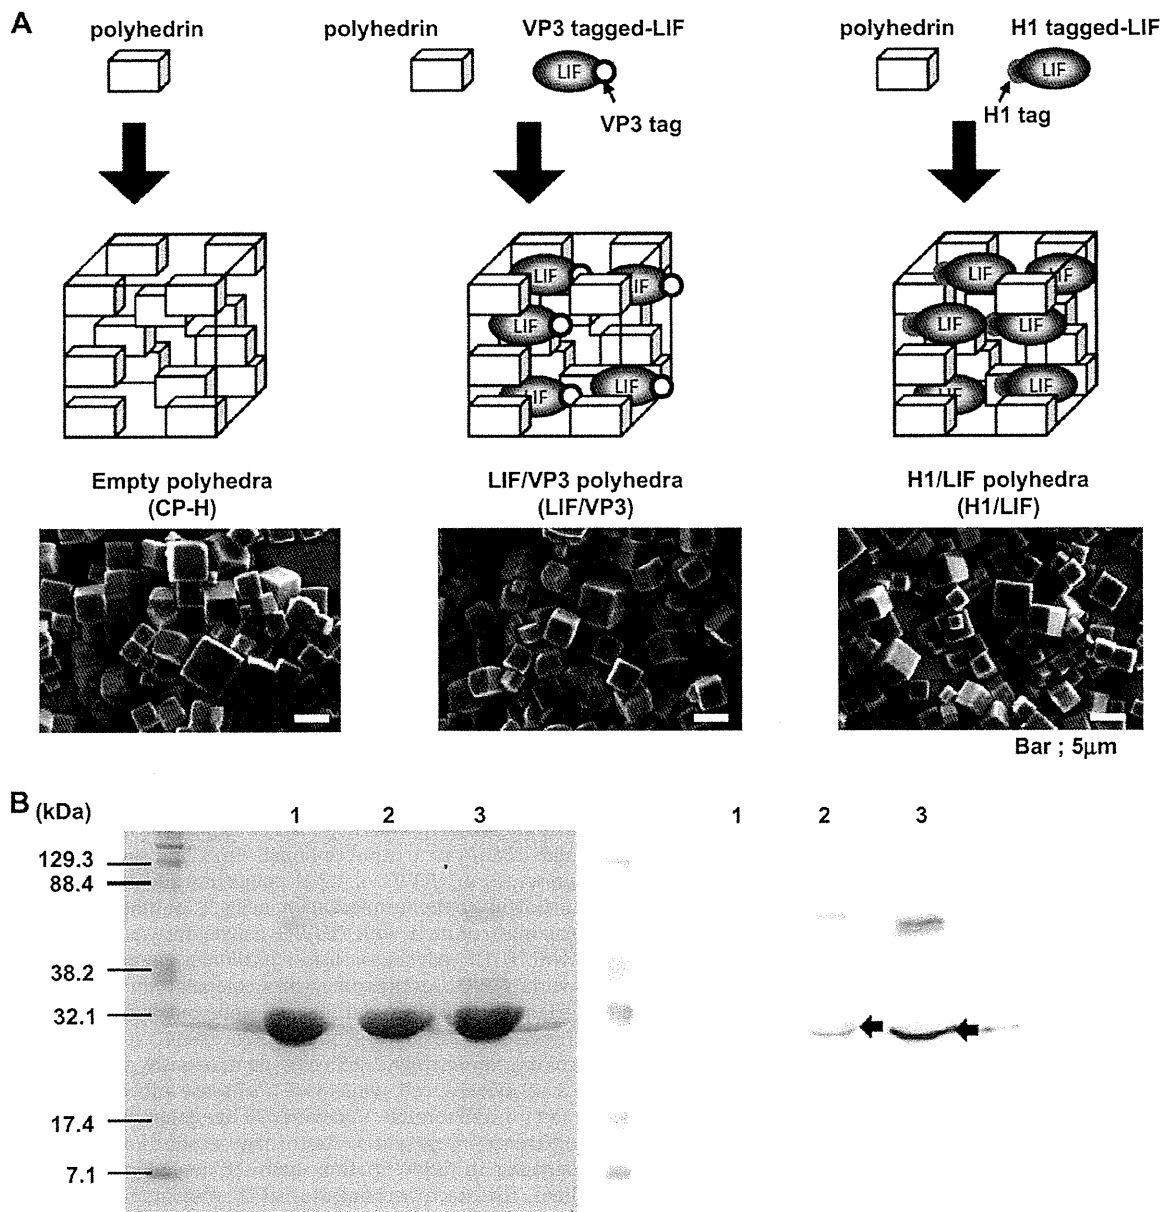 A
polyhedrin
polyhedrin
VP3 tagged-LIF
polyhedrin
H1 tagged-LIF
LIF
LIF
VP3 tag
H1 tag
LIF
LIF
LIF
LIF
LIF
LIF
LIF
LIF
LIF
LIF
LIF
Empty polyhedra
(CP-H)
LIF/VP3 polyhedra
(LIF/VP3)
H1/LIF polyhedra
(H1/LIF)
Bar ; 5μm
B (kDa)
1 2 3
1 2 3
129.3
88.4
38.2
32.1
17.4
7.1